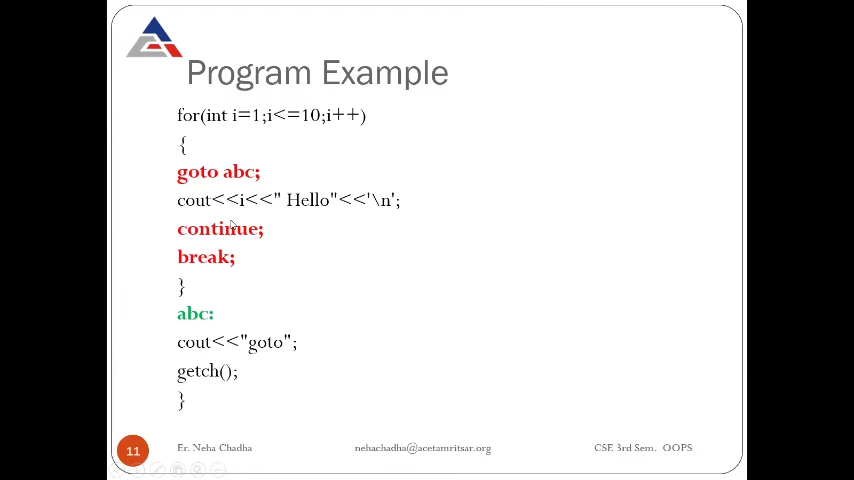 Program Example
for(int i=1;i<=10;i++)
{
goto abc;
cout<<i<<" Hello"<<'\n';
continue;
break;
}
abc:
cout<<"goto";
getch();
}
11
Er. Neha Chadha
nehachadha@acetamritsar.org
CSE 3rd Sem. OOPS